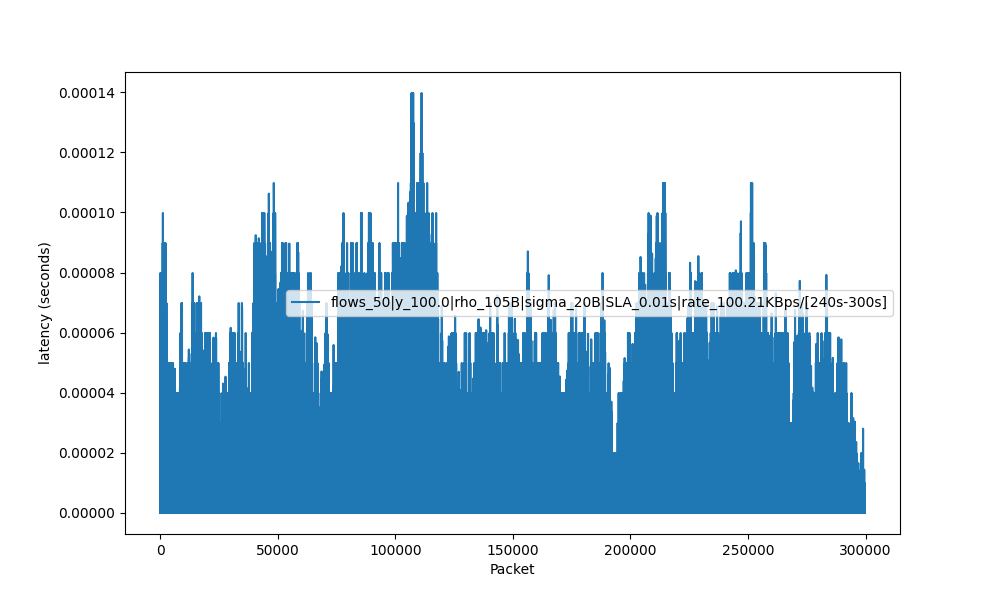 0.00014
0.00012
0.00010
0.00008
0.00006
0.00004
0.00002
0.00000
latency (seconds)
flows_50|y_100.0|rho_105B|sigma_20B|SLA_0.01s|rate_100.21KBps/[240s-300s]
0 50000 100000 150000 200000 250000 300000
Packet